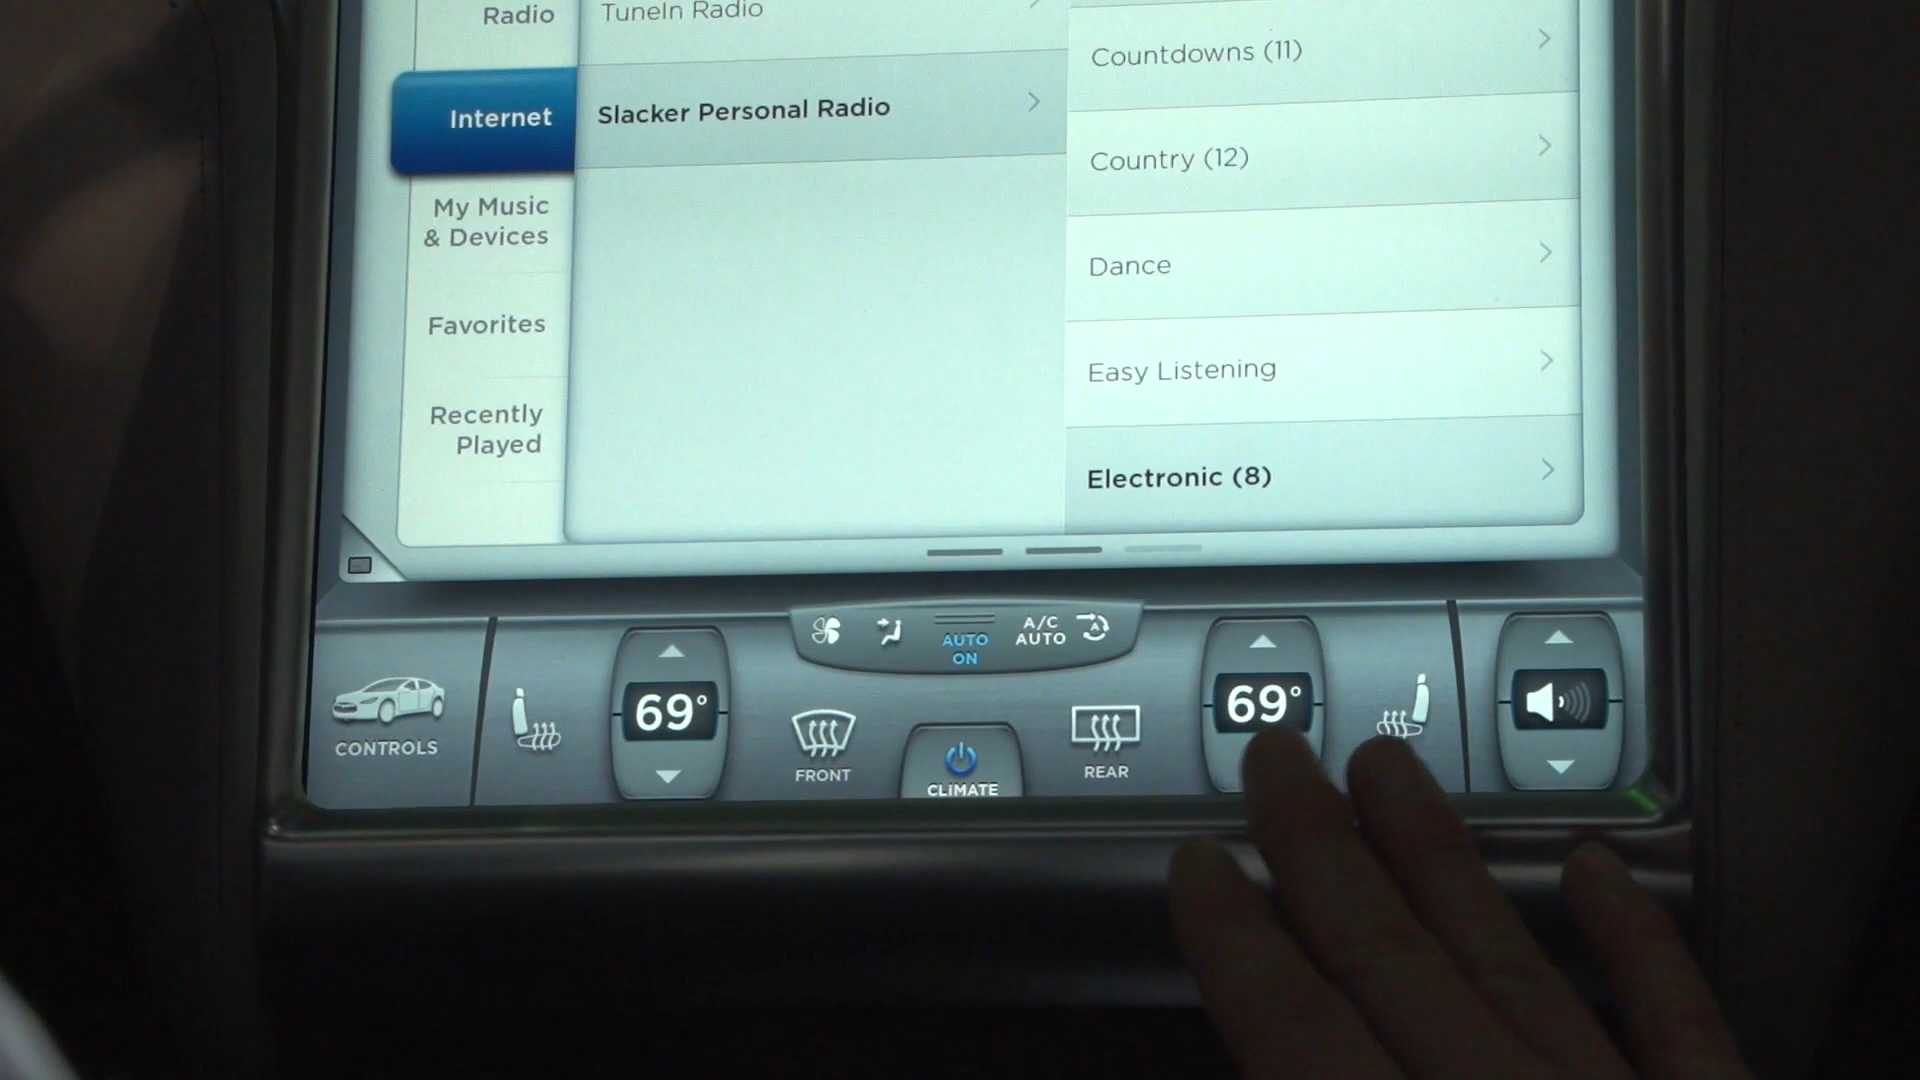 Radio
Internet
My Music
& Devices
Favorites
Recently
Played
TuneIn Radio
Slacker Personal Radio
Countdowns (11)
Country (12)
Dance
Easy Listening
Electronic (8)
AUTO
ON
A/C
AUTO
A
CONTROLS
69°
FRONT
CLIMATE
REAR
69°